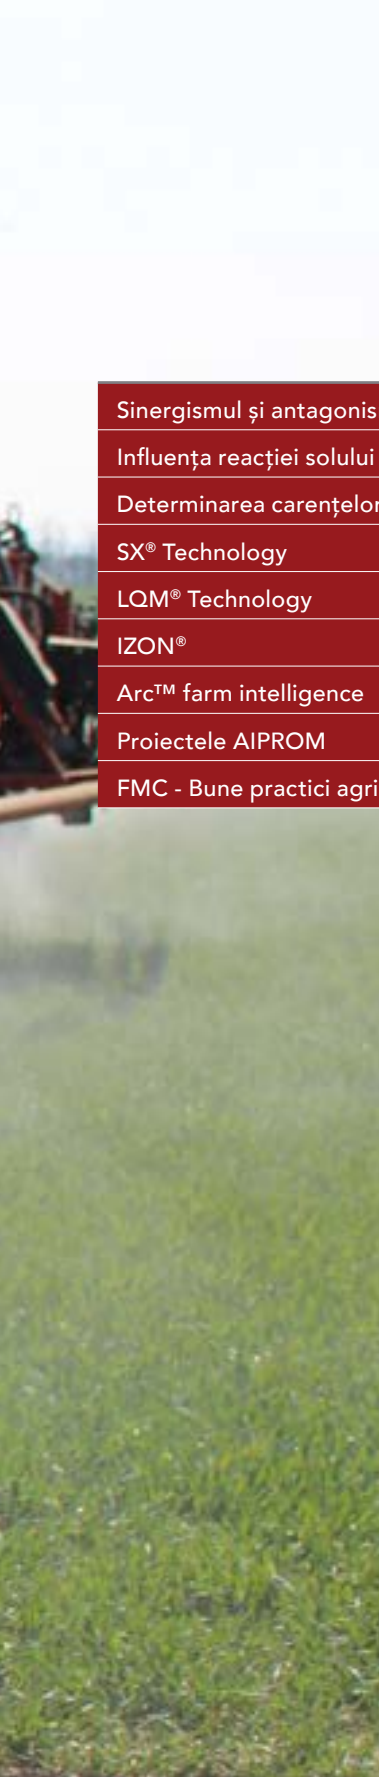 Sinergismul și antagonis
Influența reacției solului
Determinarea carențelor
SX® Technology
LQM® Technology
IZON®
Arc™ farm intelligence
Proiectele AIPROM
FMC - Bune practici agri